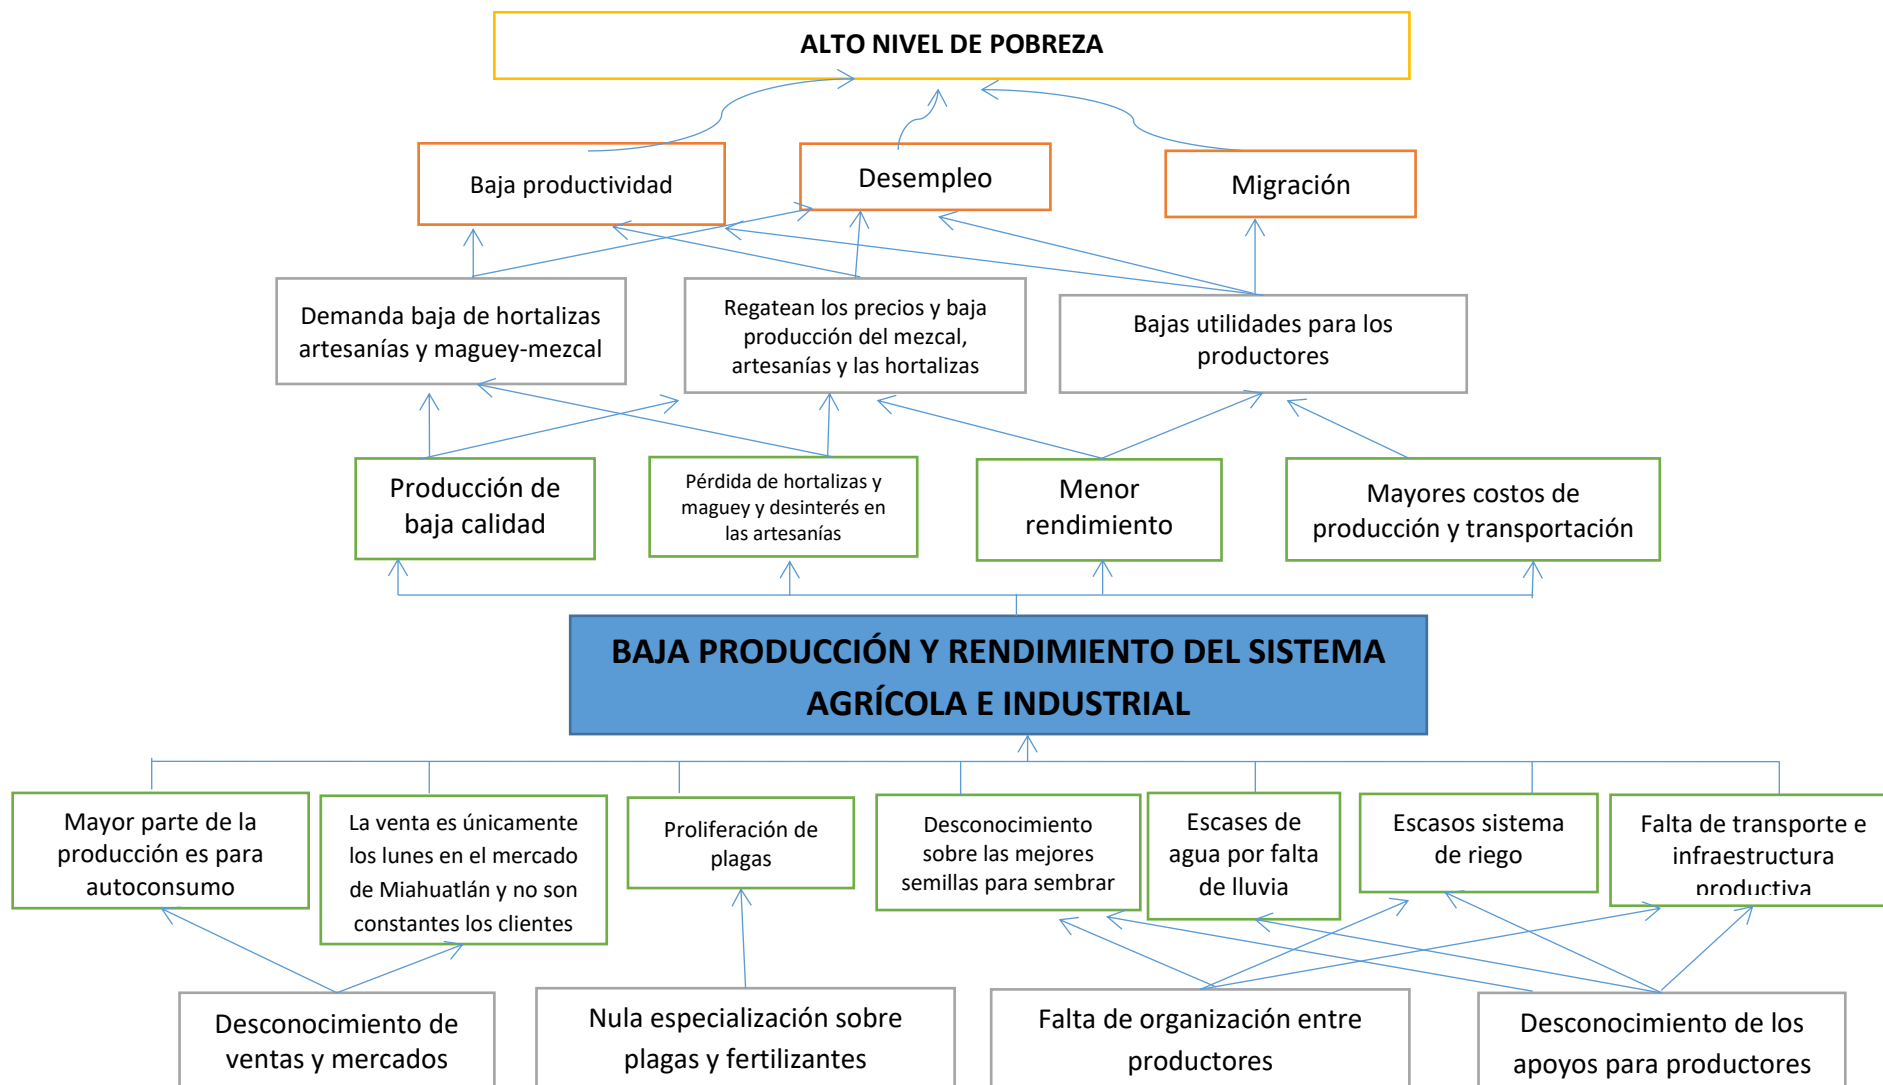 ALTO NIVEL DE POBREZA
Baja productividad
Desempleo
Migración
Demanda baja de hortalizas
artesanías y maguey-mezcal
Regatean los precios y baja
producción del mezcal,
artesanías y las hortalizas
Bajas utilidades para los
productores
Producción de
baja calidad
Pérdida de hortalizas y
maguey y desinterés en
las artesanías
Menor
rendimiento
Mayores costos de
producción y transportación
BAJA PRODUCCIÓN Y RENDIMIENTO DEL SISTEMA
AGRÍCOLA E INDUSTRIAL
Mayor parte de la
producción es para
autoconsumo
La venta es únicamente
los lunes en el mercado
de Miahuatlán y no son
constantes los clientes
Proliferación de
plagas
Desconocimiento
sobre las mejores
semillas para sembrar
Escases de
agua por falta
de lluvia
Escasos sistema
de riego
Falta de transporte e
infraestructura
productiva
Desconocimiento de
ventas y mercados
Nula especialización sobre
plagas y fertilizantes
Falta de organización entre
productores
Desconocimiento de los
apoyos para productores